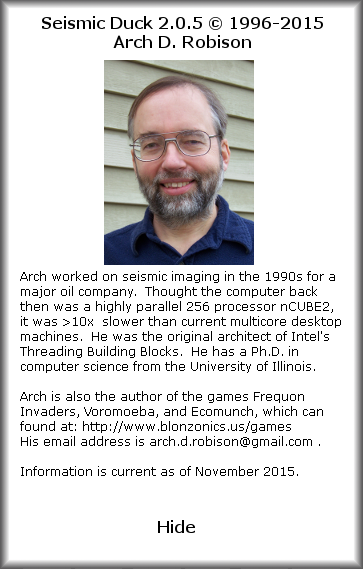 Seismic Duck 2.0.5 © 1996-2015
Arch D. Robison
Arch worked on seismic imaging in the 1990s for a
major oil company.  Thought the computer back
then was a highly parallel 256 processor nCUBE2,
it was >10x  slower than current multicore desktop
machines.  He was the original architect of Intel's
Threading Building Blocks.  He has a Ph.D. in
computer science from the University of Illinois.
Arch is also the author of the games Frequon
Invaders, Voromoeba, and Ecomunch, which can
found at: http://www.blonzonics.us/games
His email address is arch.d.robison@gmail.com .
Information is current as of November 2015.
Hide